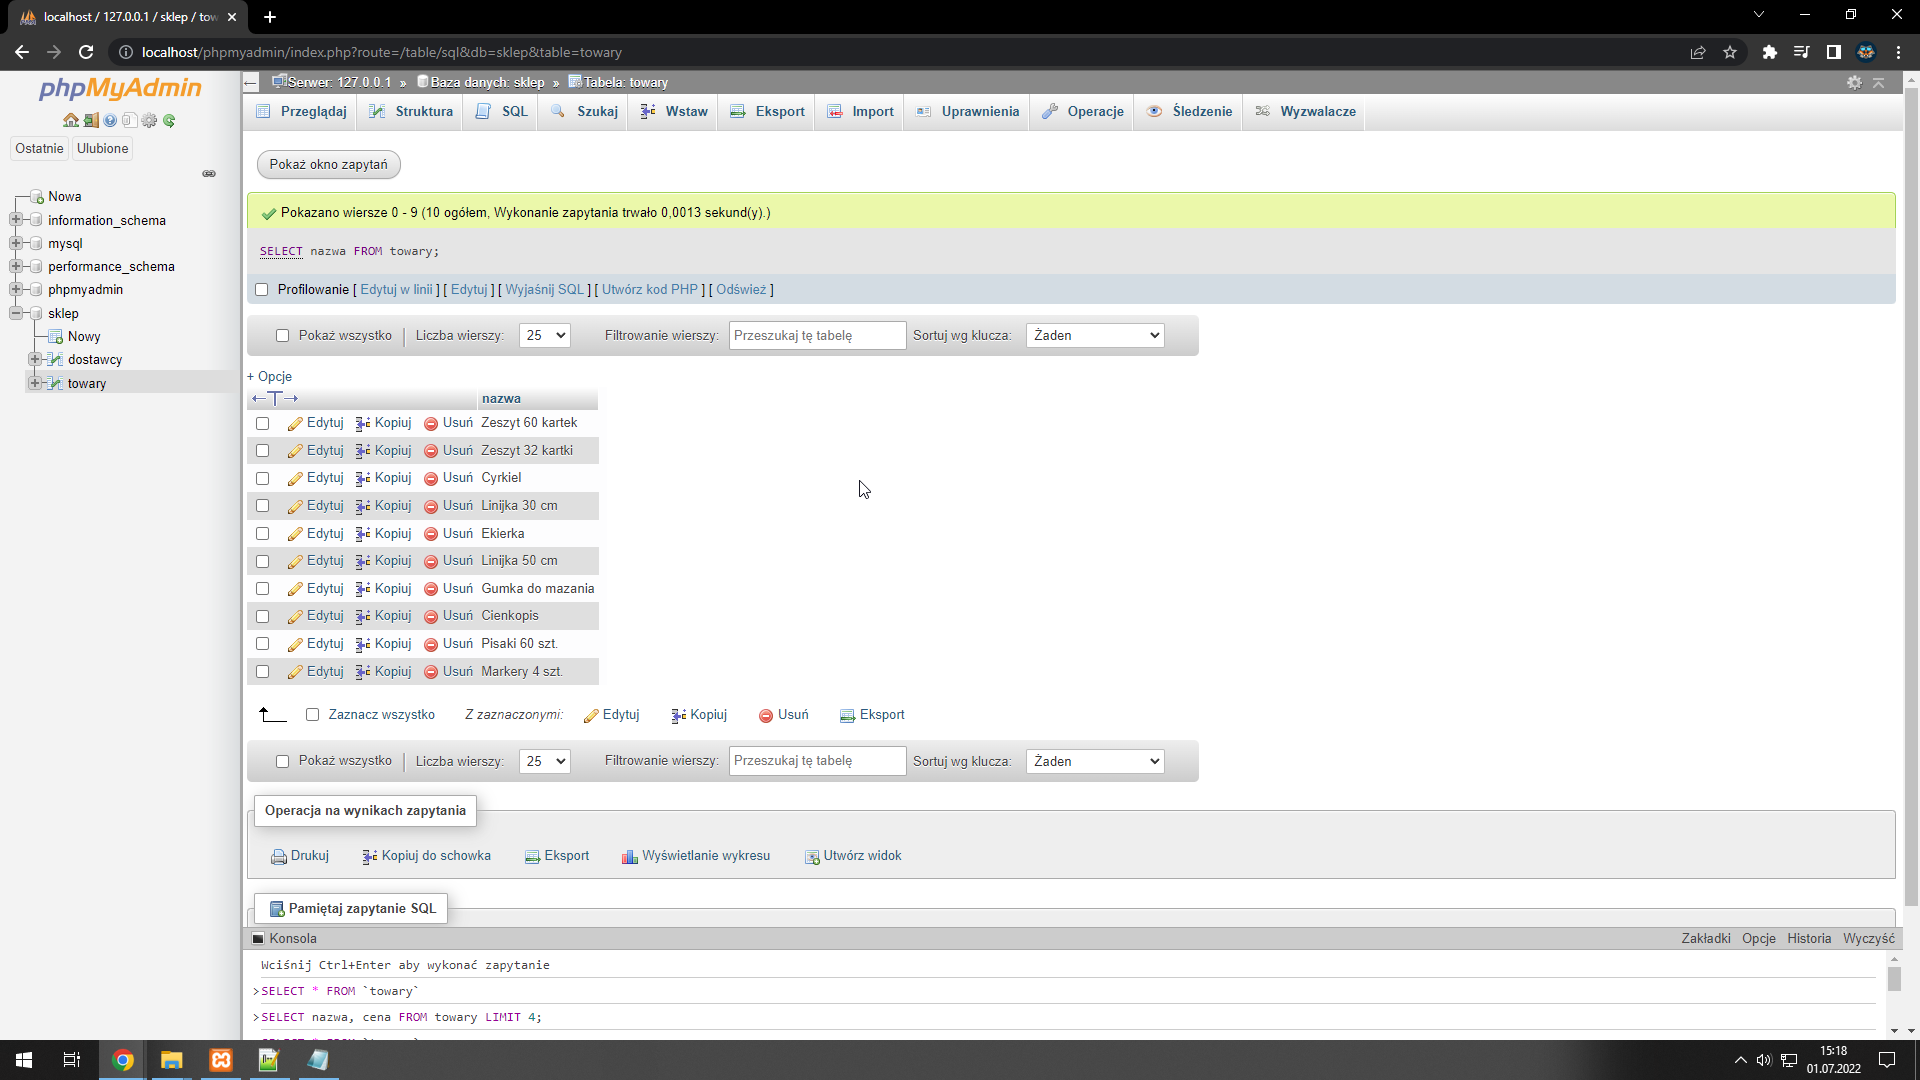 localhost / 127.0.0.1 / sklep / tow
localhost/phpmyadmin/index.php?route=/table/sql&db=sklep&table=towary
phpMyAdmin
Ostatnie Ulubione
Nowa
information_schema
mysql
performance_schema
phpmyadmin
sklep
Nowy
dostawcy
towary
Serwer: 127.0.0.1 » Baza danych: sklep » Tabela: towary
Przeglądaj Struktura SQL Szukaj Wstaw Eksport Import Uprawnienia Operacje Śledzenie Wyzwalacze
Pokaż okno zapytań
Pokazano wiersze 0 - 9 (10 ogółem, Wykonanie zapytania trwało 0,0013 sekund(y).)
SELECT nazwa FROM towary;
Profilowanie [ Edytuj w linii ] [ Edytuj ] [ Wyjaśnij SQL ] [ Utwórz kod PHP ] [ Odśwież ]
Pokaż wszystko | Liczba wierszy: 25 Filtrowanie wierszy: Przeszukaj tę tabelę Sortuj wg klucza: Żaden
+ Opcje
←T→ nazwa
Edytuj Kopiuj Usuń Zeszyt 60 kartek
Edytuj Kopiuj Usuń Zeszyt 32 kartki
Edytuj Kopiuj Usuń Cyrkiel
Edytuj Kopiuj Usuń Linijka 30 cm
Edytuj Kopiuj Usuń Ekierka
Edytuj Kopiuj Usuń Linijka 50 cm
Edytuj Kopiuj Usuń Gumka do mazania
Edytuj Kopiuj Usuń Cienkopis
Edytuj Kopiuj Usuń Pisaki 60 szt.
Edytuj Kopiuj Usuń Markery 4 szt.
Zaznacz wszystko Z zaznaczonymi: Edytuj Kopiuj Usuń Eksport
Pokaż wszystko | Liczba wierszy: 25 Filtrowanie wierszy: Przeszukaj tę tabelę Sortuj wg klucza: Żaden
Operacja na wynikach zapytania
Drukuj Kopiuj do schowka Eksport Wyświetlanie wykresu Utwórz widok
Pamiętaj zapytanie SQL
Konsola Zakładki Opcje Historia Wyczyść
Wciśnij Ctrl+Enter aby wykonać zapytanie
>SELECT * FROM `towary`
>SELECT nazwa, cena FROM towary LIMIT 4;
15:18
01.07.2022